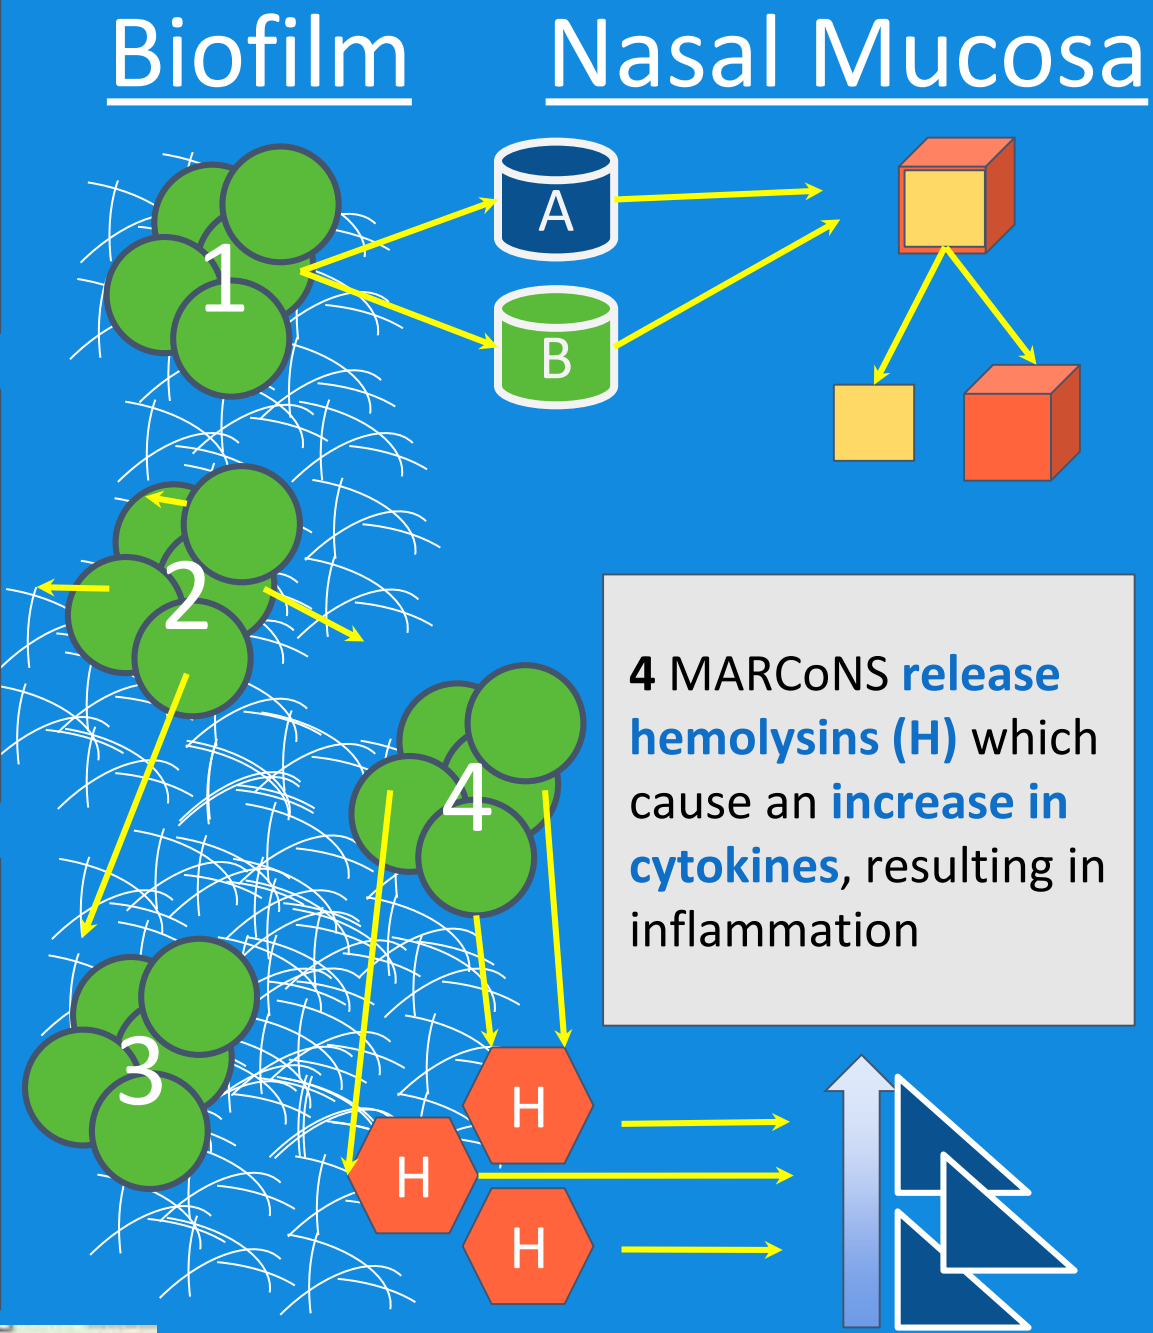 Biofilm
Nasal Mucosa
1
A
B
2
4 MARCoNS release
hemolysins (H) which
cause an increase in
cytokines, resulting in
inflammation
4
3
H
H
H